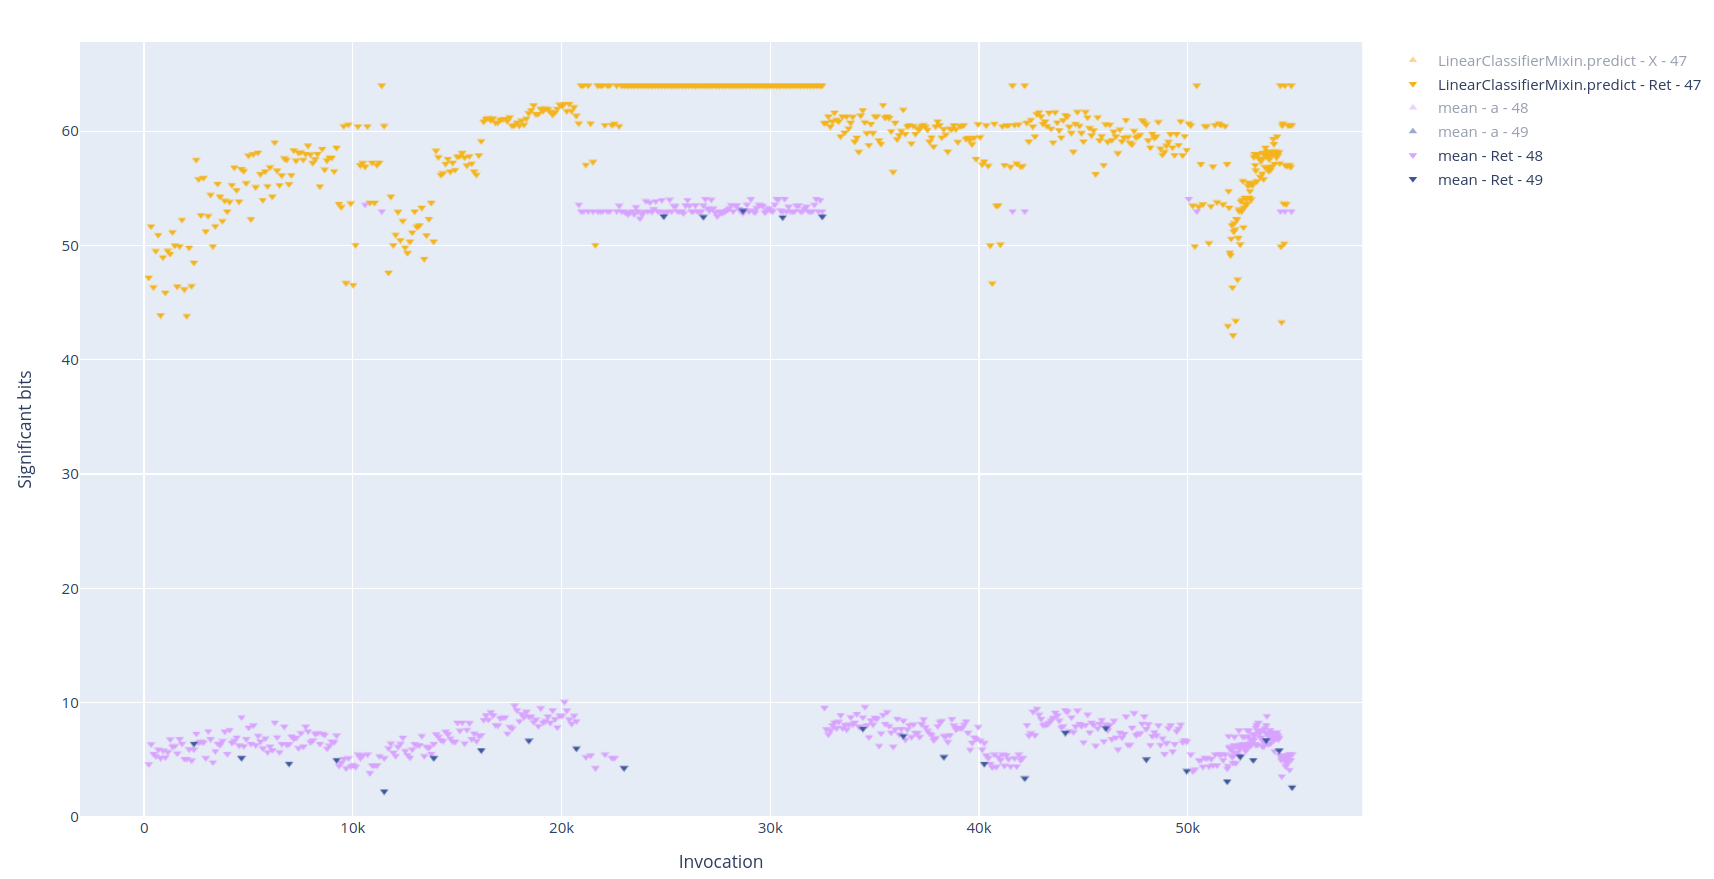 LinearClassifierMixin.predict - X - 47
LinearClassifierMixin.predict - Ret - 47
mean - a - 48
mean - a - 49
mean - Ret - 48
mean - Ret - 49
Significant bits
60
50
40
30
20
10
0
0 10k 20k 30k 40k 50k
Invocation